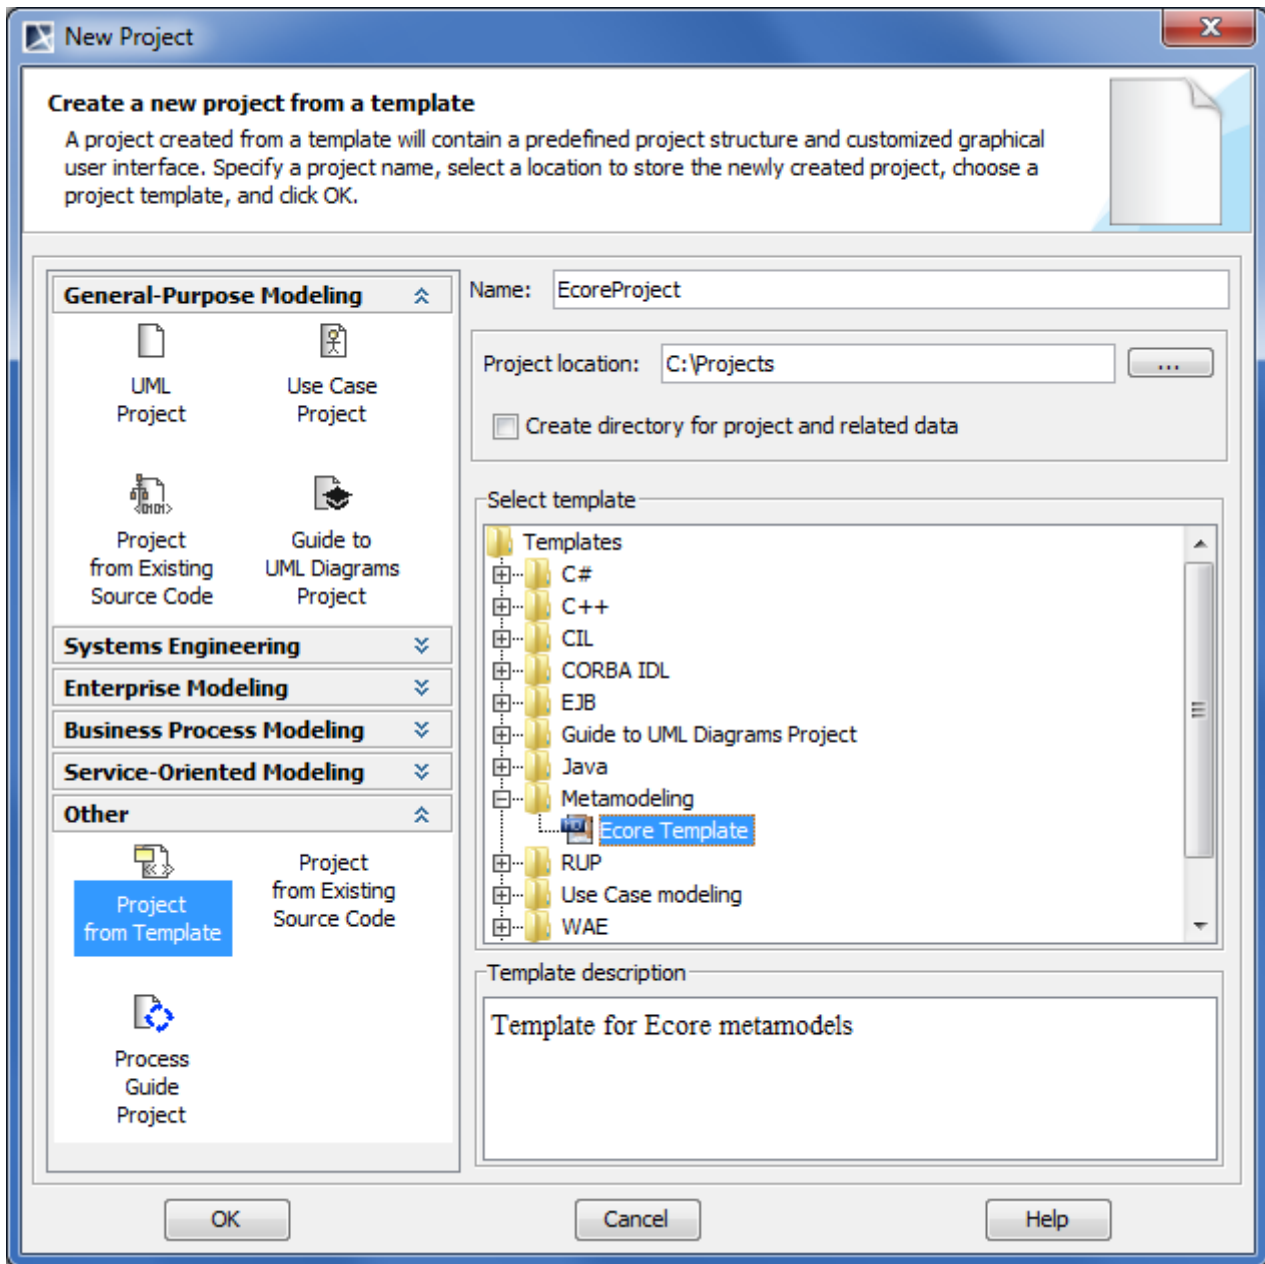 New Project
Create a new project from a template
A project created from a template will contain a predefined project structure and customized graphical
user interface. Specify a project name, select a location to store the newly created project, choose a
project template, and click OK.
General-Purpose Modeling
UML
Project
Use Case
Project
Project
from Existing
Source Code
Guide to
UML Diagrams
Project
Systems Engineering
Enterprise Modeling
Business Process Modeling
Service-Oriented Modeling
Other
Project
from Template
Project
from Existing
Source Code
Process
Guide
Project
Name: EcoreProject
Project location: C:\Projects ...
Create directory for project and related data
Select template
Templates
C#
C++
CIL
CORBA IDL
EJB
Guide to UML Diagrams Project
Java
Metamodeling
Ecore Template
RUP
Use Case modeling
WAE
Template description
Template for Ecore metamodels
OK Cancel Help